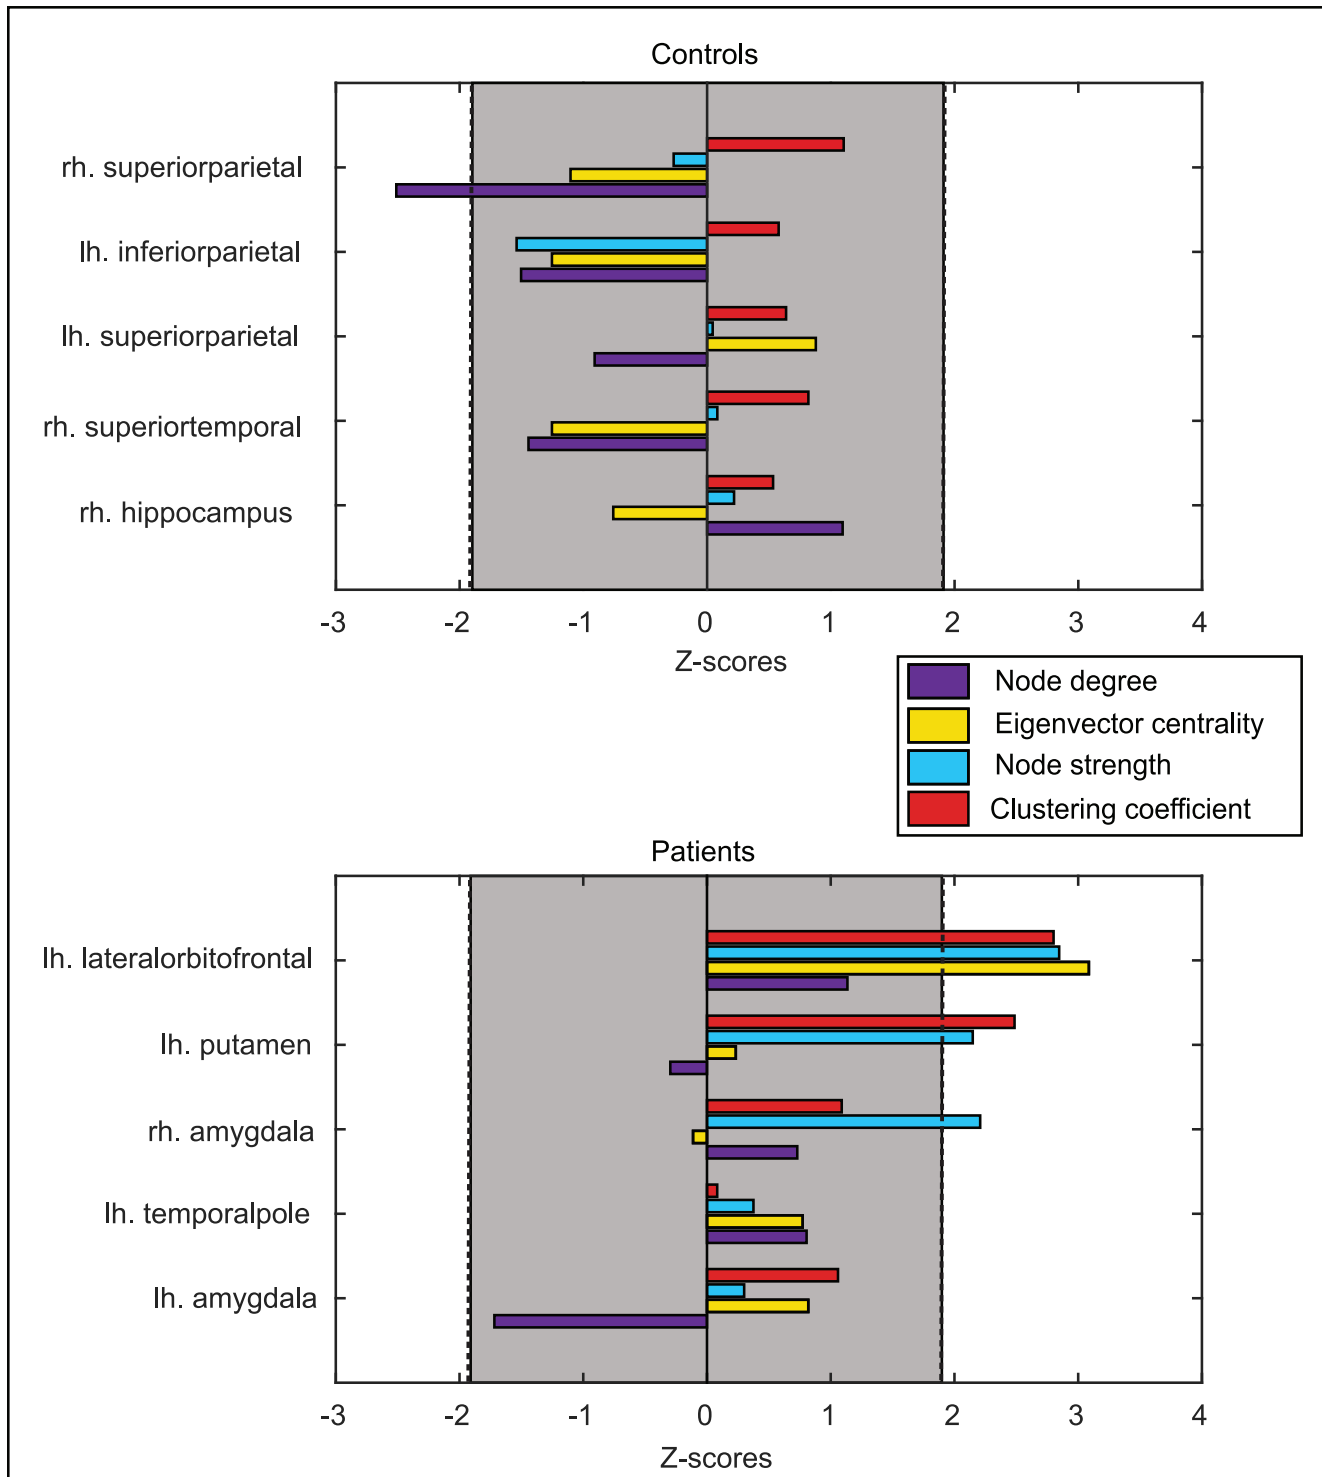 Controls
rh. superiorparietal
lh. inferiorparietal
lh. superiorparietal
rh. superiortemporal
rh. hippocampus
-3 -2 -1 0 1 2 3 4
Z-scores
Node degree
Eigenvector centrality
Node strength
Clustering coefficient
Patients
lh. lateralorbitofrontal
lh. putamen
rh. amygdala
lh. temporalpole
lh. amygdala
-3 -2 -1 0 1 2 3 4
Z-scores